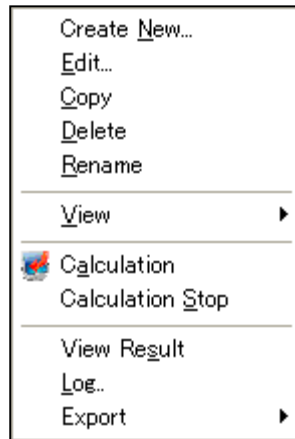 Create New...
Edit...
Copy
Delete
Rename
View
Calculation
Calculation Stop
View Result
Log..
Export